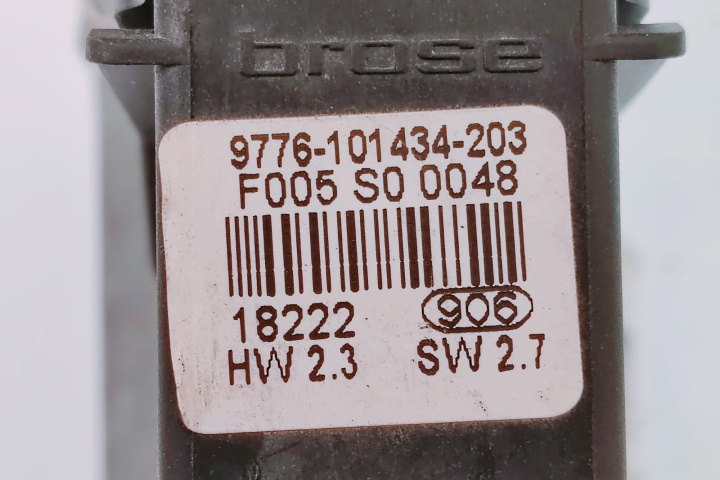 brose
9776-101434-203
F005 S0 0048
18222 906
HW 2.3 SW 2.7